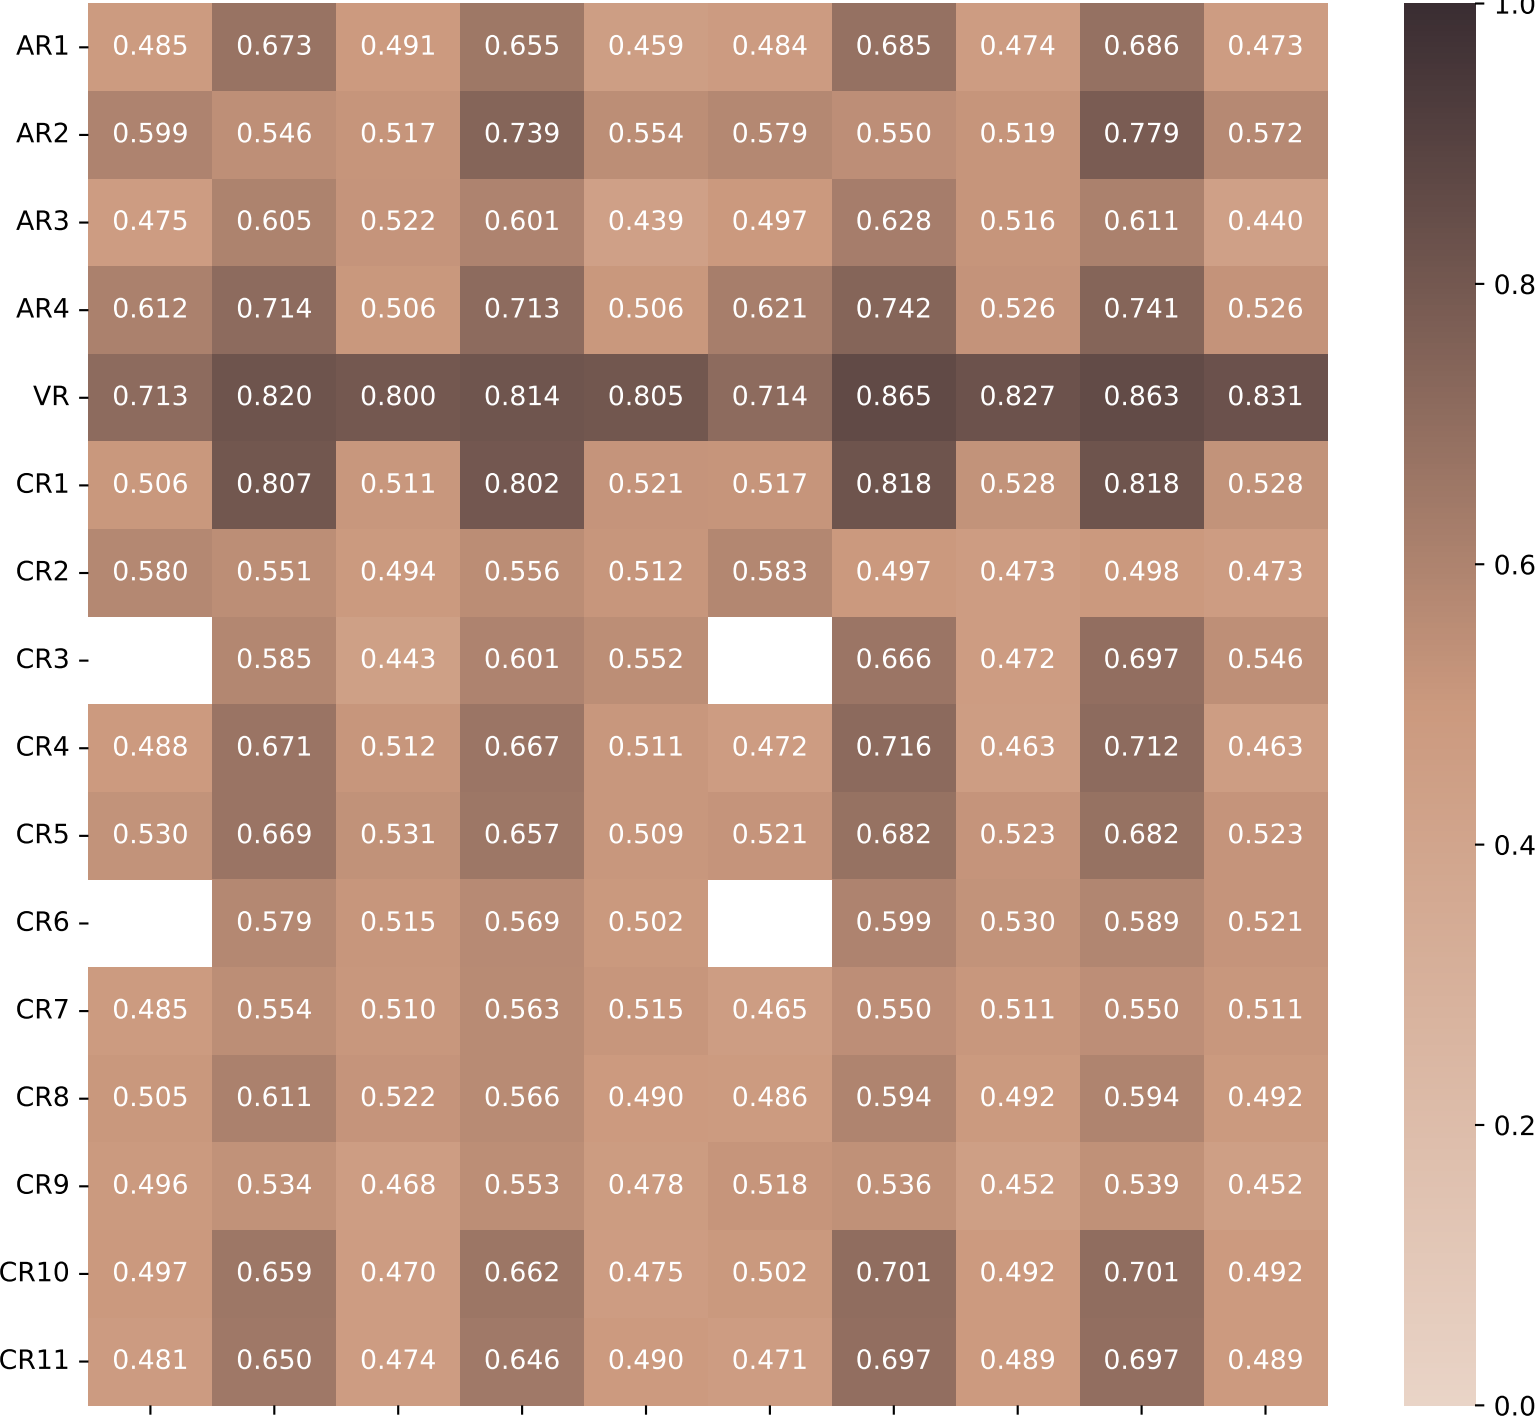 1.0
AR1 0.485 0.673 0.491 0.655 0.459 0.484 0.685 0.474 0.686 0.473
AR2 0.599 0.546 0.517 0.739 0.554 0.579 0.550 0.519 0.779 0.572
AR3 0.475 0.605 0.522 0.601 0.439 0.497 0.628 0.516 0.611 0.440
0.8
AR4 0.612 0.714 0.506 0.713 0.506 0.621 0.742 0.526 0.741 0.526
VR 0.713 0.820 0.800 0.814 0.805 0.714 0.865 0.827 0.863 0.831
CR1 0.506 0.807 0.511 0.802 0.521 0.517 0.818 0.528 0.818 0.528
0.6
CR2 0.580 0.551 0.494 0.556 0.512 0.583 0.497 0.473 0.498 0.473
CR3 0.585 0.443 0.601 0.552 0.666 0.472 0.697 0.546
CR4 0.488 0.671 0.512 0.667 0.511 0.472 0.716 0.463 0.712 0.463
CR5 0.530 0.669 0.531 0.657 0.509 0.521 0.682 0.523 0.682 0.523
0.4
CR6 0.579 0.515 0.569 0.502 0.599 0.530 0.589 0.521
CR7 0.485 0.554 0.510 0.563 0.515 0.465 0.550 0.511 0.550 0.511
CR8 0.505 0.611 0.522 0.566 0.490 0.486 0.594 0.492 0.594 0.492
0.2
CR9 0.496 0.534 0.468 0.553 0.478 0.518 0.536 0.452 0.539 0.452
CR10 0.497 0.659 0.470 0.662 0.475 0.502 0.701 0.492 0.701 0.492
CR11 0.481 0.650 0.474 0.646 0.490 0.471 0.697 0.489 0.697 0.489
0.0